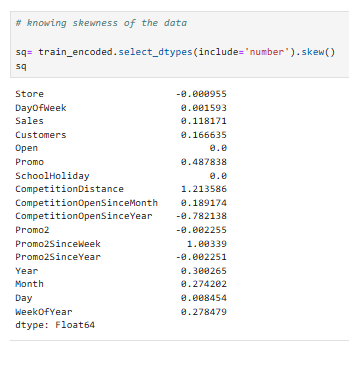 # knowing skewness of the data
sq= train_encoded.select_dtypes(include='number').skew()
sq
Store -0.000955
DayOfWeek 0.001593
Sales 0.118171
Customers 0.166635
Open 0.0
Promo 0.487838
SchoolHoliday 0.0
CompetitionDistance 1.213586
CompetitionOpenSinceMonth 0.189174
CompetitionOpenSinceYear -0.782138
Promo2 -0.002255
Promo2SinceWeek 1.00339
Promo2SinceYear -0.002251
Year 0.300265
Month 0.274202
Day 0.008454
WeekOfYear 0.278479
dtype: Float64